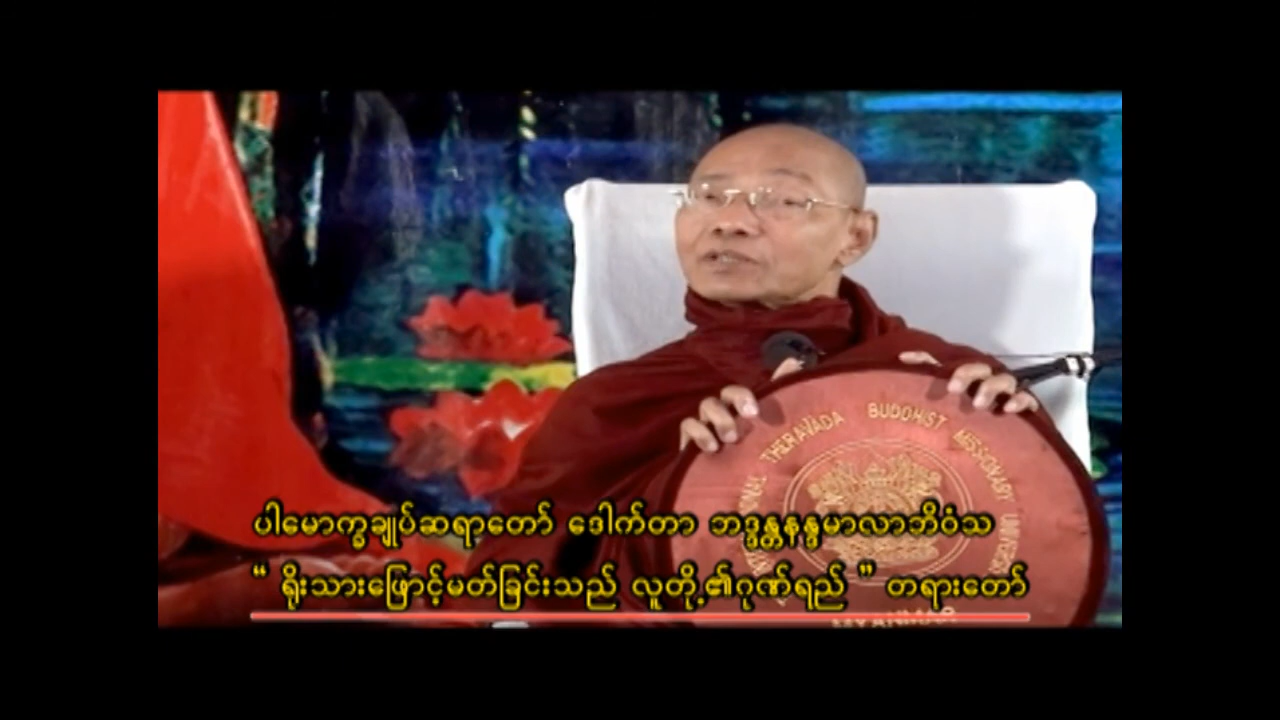 THERAVĀDA BUDDHIST MISSIONARY
ပါမောက္ခချုပ်ဆရာတော် ဒေါက်တာ ဘဒ္ဒန္တနန္ဒမာလာဘိဝံသ
“ ရိုးသားဖြောင့်မတ်ခြင်းသည် လူတို့၏ဂုဏ်ရည် ” တရားတော်
MYANMAR